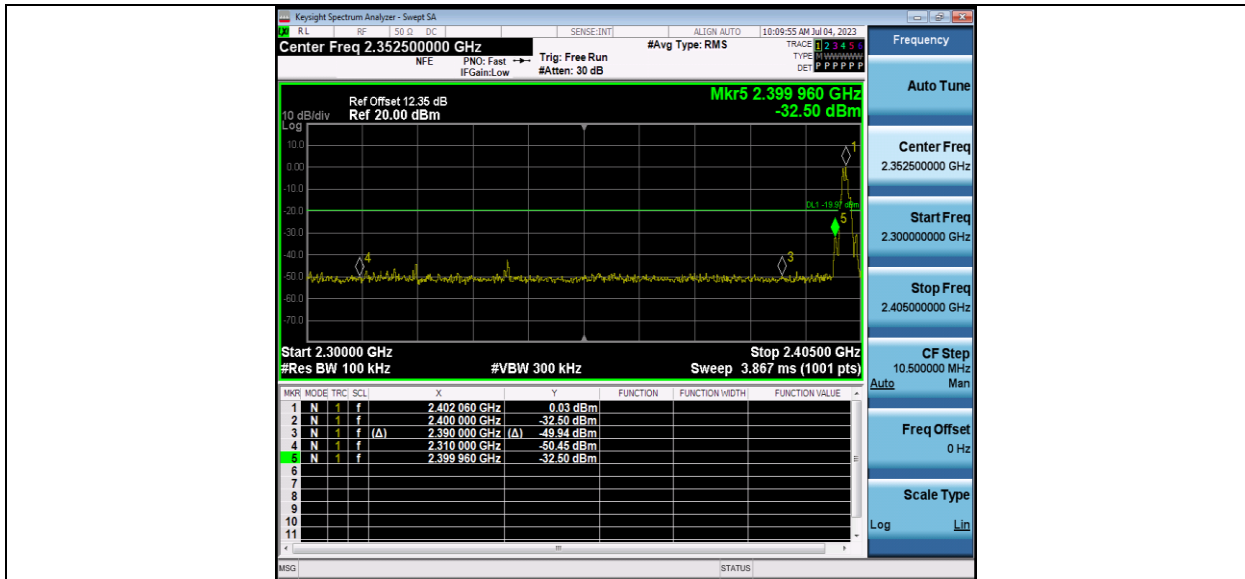 Keysight Spectrum Analyzer - Swept SA
RL RF 50 Ω DC SENSE:INT ALIGN AUTO 10:09:55 AM Jul 04, 2023
Center Freq 2.352500000 GHz #Avg Type: RMS TRACE 1 2 3 4 5 6
NFE PNO: Fast Trig: Free Run TYPE M WWWWW
IFGain:Low #Atten: 30 dB DET P P P P P P
Mkr5 2.399 960 GHz
-32.50 dBm
Ref Offset 12.35 dB
10 dB/div Ref 20.00 dBm
Log
10.0
0.00
-10.0
-20.0
-30.0
-40.0
-50.0
-60.0
-70.0
1
DL1 -19.97 dBm
5
4
3
Start 2.30000 GHz Stop 2.40500 GHz
#Res BW 100 kHz #VBW 300 kHz Sweep 3.867 ms (1001 pts)
MKR MODE TRC SCL X Y FUNCTION FUNCTION WIDTH FUNCTION VALUE
1 N 1 f 2.402 060 GHz 0.03 dBm
2 N 1 f 2.400 000 GHz -32.50 dBm
3 N 1 f (Δ) 2.390 000 GHz (Δ) -49.94 dBm
4 N 1 f 2.310 000 GHz -50.45 dBm
5 N 1 f 2.399 960 GHz -32.50 dBm
6
7
8
9
10
11
MSG STATUS
Frequency
Auto Tune
Center Freq
2.352500000 GHz
Start Freq
2.300000000 GHz
Stop Freq
2.405000000 GHz
CF Step
10.500000 MHz
Auto Man
Freq Offset
0 Hz
Scale Type
Log Lin